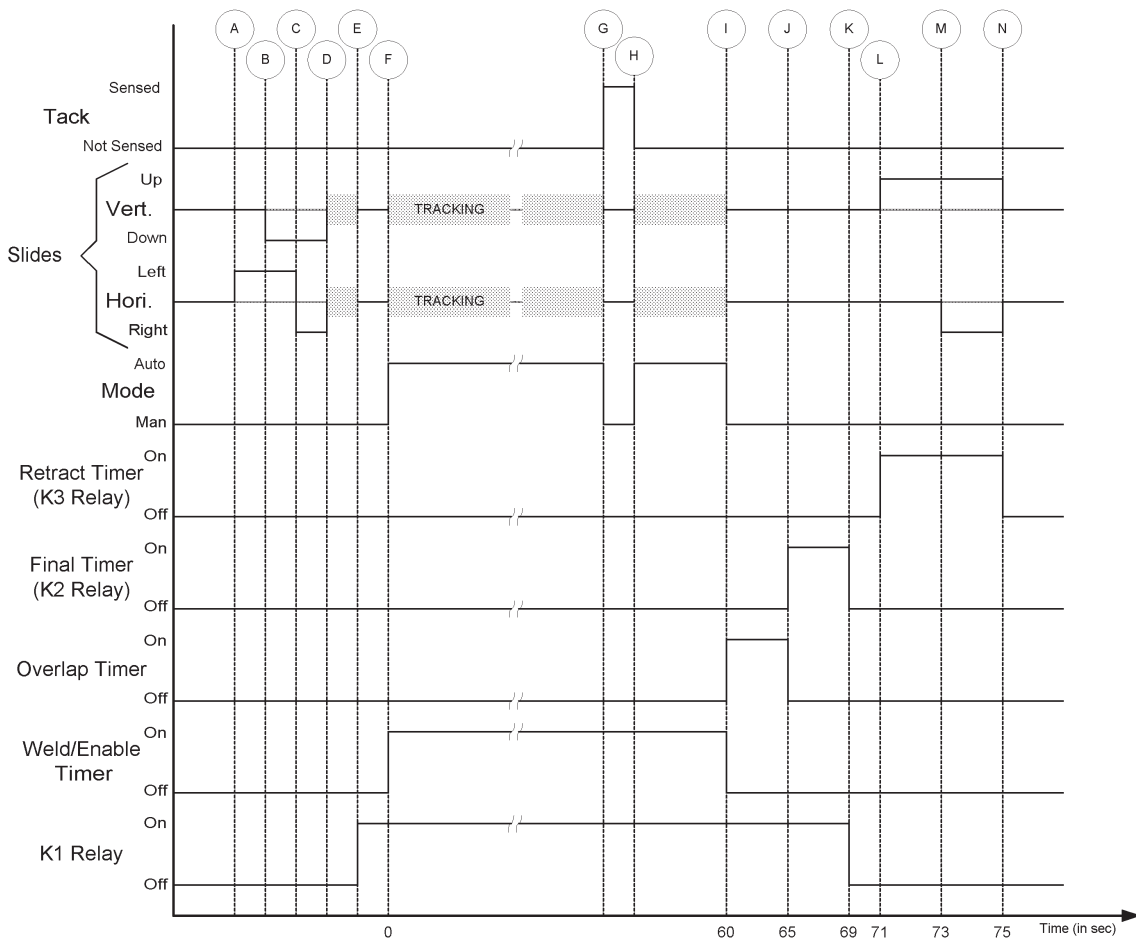 A
C
E
G
I
J
K
M
N
B
D
F
H
L
Sensed
Tack
Not Sensed
Up
Vert.
TRACKING
Down
Slides
Left
Hori.
TRACKING
Right
Auto
Mode
Man
On
Retract Timer
(K3 Relay)
Off
On
Final Timer
(K2 Relay)
Off
On
Overlap Timer
Off
On
Weld/Enable
Timer
Off
On
K1 Relay
Off
0
60
65
69
71
73
75
Time (in sec)